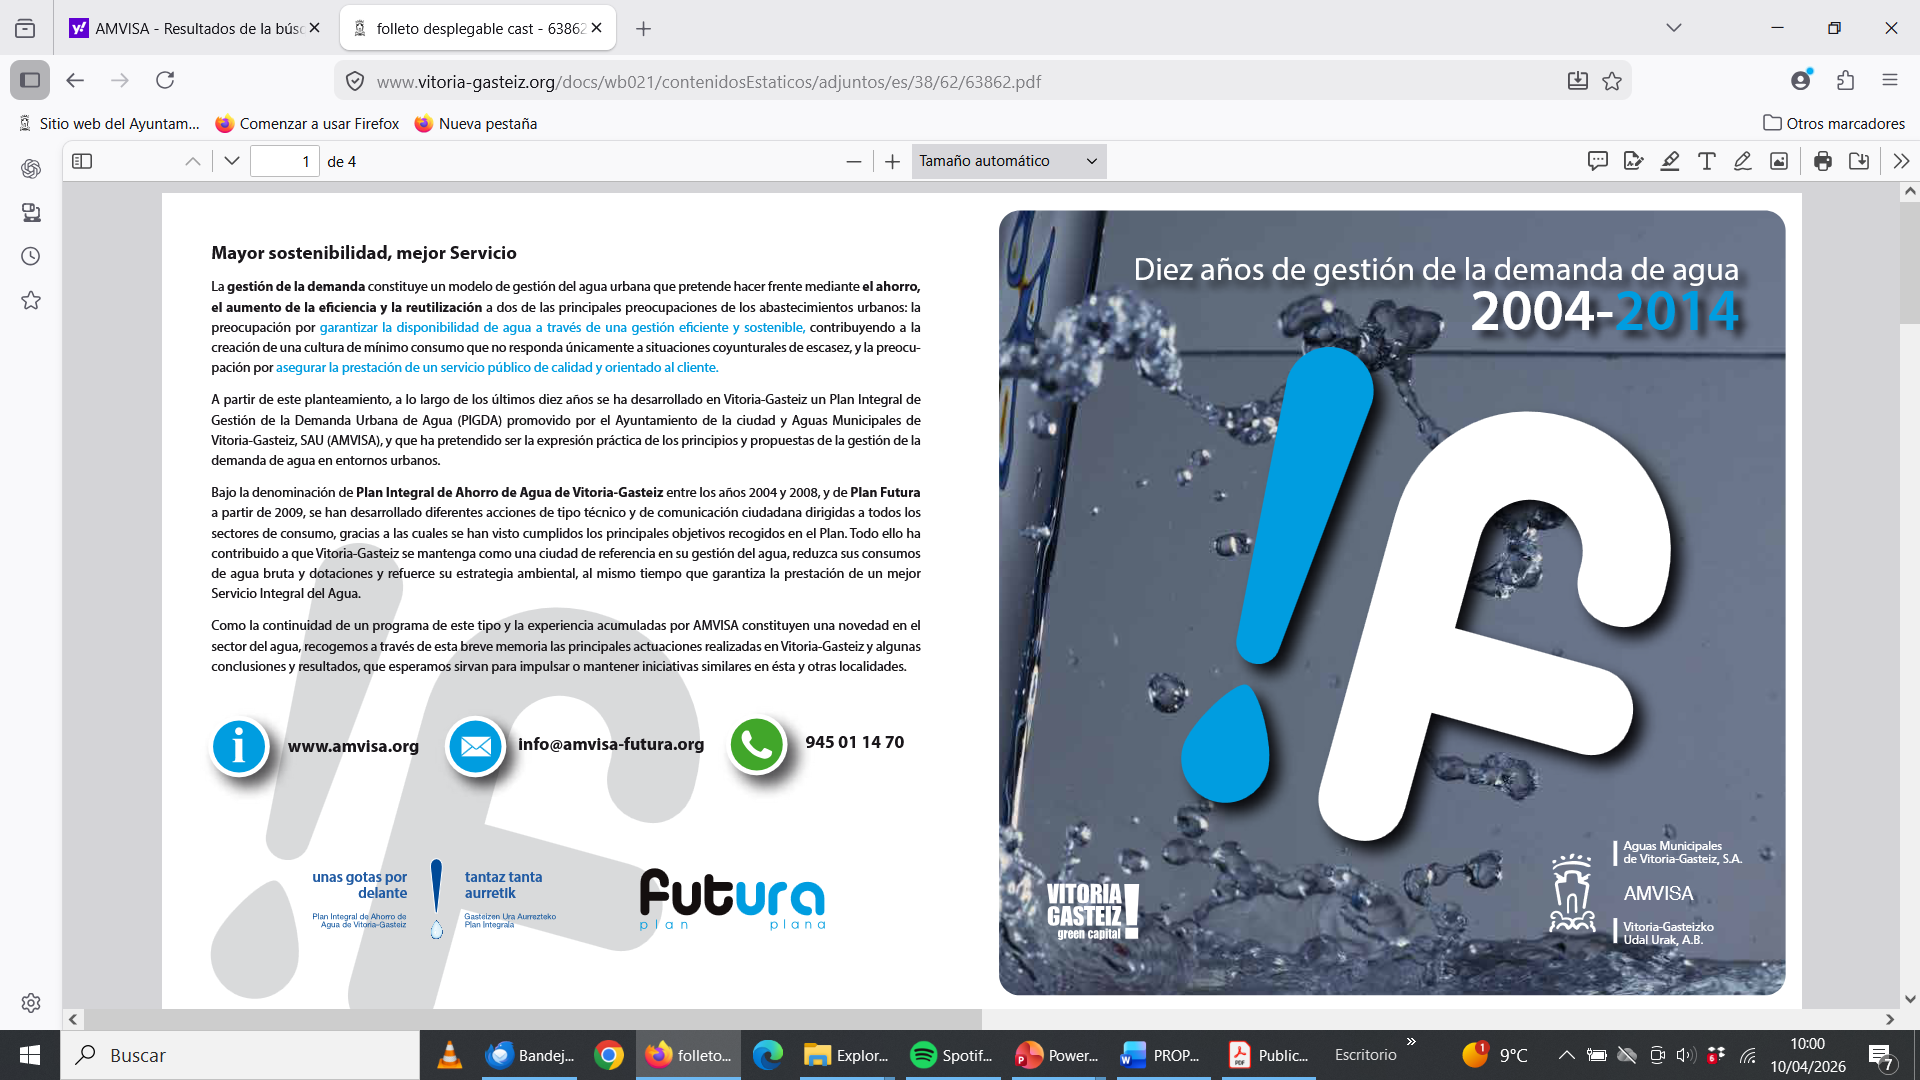 AMVISA - Resultados de la búsc
folleto desplegable cast - 63862
www.vitoria-gasteiz.org/docs/wb021/contenidosEstaticos/adjuntos/es/38/62/63862.pdf
Sitio web del Ayuntam...
Comenzar a usar Firefox
Nueva pestaña
Otros marcadores
1
de 4
Tamaño automático
Mayor sostenibilidad, mejor Servicio
La gestión de la demanda constituye un modelo de gestión del agua urbana que pretende hacer frente mediante el ahorro,
el aumento de la eficiencia y la reutilización a dos de las principales preocupaciones de los abastecimientos urbanos: la
preocupación por garantizar la disponibilidad de agua a través de una gestión eficiente y sostenible, contribuyendo a la
creación de una cultura de mínimo consumo que no responda únicamente a situaciones coyunturales de escasez, y la preocu-
pación por asegurar la prestación de un servicio público de calidad y orientado al cliente.
A partir de este planteamiento, a lo largo de los últimos diez años se ha desarrollado en Vitoria-Gasteiz un Plan Integral de
Gestión de la Demanda Urbana de Agua (PIGDA) promovido por el Ayuntamiento de la ciudad y Aguas Municipales de
Vitoria-Gasteiz, SAU (AMVISA), y que ha pretendido ser la expresión práctica de los principios y propuestas de la gestión de la
demanda de agua en entornos urbanos.
Bajo la denominación de Plan Integral de Ahorro de Agua de Vitoria-Gasteiz entre los años 2004 y 2008, y de Plan Futura
a partir de 2009, se han desarrollado diferentes acciones de tipo técnico y de comunicación ciudadana dirigidas a todos los
sectores de consumo, gracias a las cuales se han visto cumplidos los principales objetivos recogidos en el Plan. Todo ello ha
contribuido a que Vitoria-Gasteiz se mantenga como una ciudad de referencia en su gestión del agua, reduzca sus consumos
de agua bruta y dotaciones y refuerce su estrategia ambiental, al mismo tiempo que garantiza la prestación de un mejor
Servicio Integral del Agua.
Como la continuidad de un programa de este tipo y la experiencia acumuladas por AMVISA constituyen una novedad en el
sector del agua, recogemos a través de esta breve memoria las principales actuaciones realizadas en Vitoria-Gasteiz y algunas
conclusiones y resultados, que esperamos sirvan para impulsar o mantener iniciativas similares en ésta y otras localidades.
www.amvisa.org
info@amvisa-futura.org
945 01 14 70
unas gotas por
delante
Plan Integral de Ahorro de
Agua de Vitoria-Gasteiz
tantaz tanta
aurretik
Gasteizen Ura Aurrezteko
Plan Integrala
futura
plan plana
Diez años de gestión de la demanda de agua
2004-2014
!f
VITORIA
GASTEIZ!
green capital
Aguas Municipales
de Vitoria-Gasteiz, S.A.
AMVISA
Vitoria-Gasteizko
Udal Urak, A.B.
Buscar
Bandej...
folleto...
Explor...
Spotif...
Power...
PROP...
Public...
Escritorio
»
1
9°C
6
10:00
10/04/2026
7